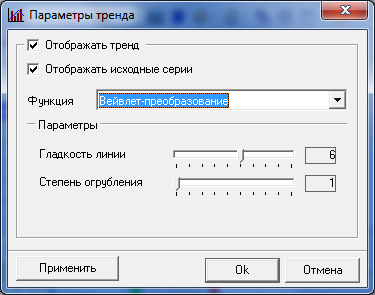 Параметры тренда
Отображать тренд
Отображать исходные серии
Функция Вейвлет-преобразование
Параметры
Гладкость линии 6
Степень огрубления 1
Применить Ok Отмена